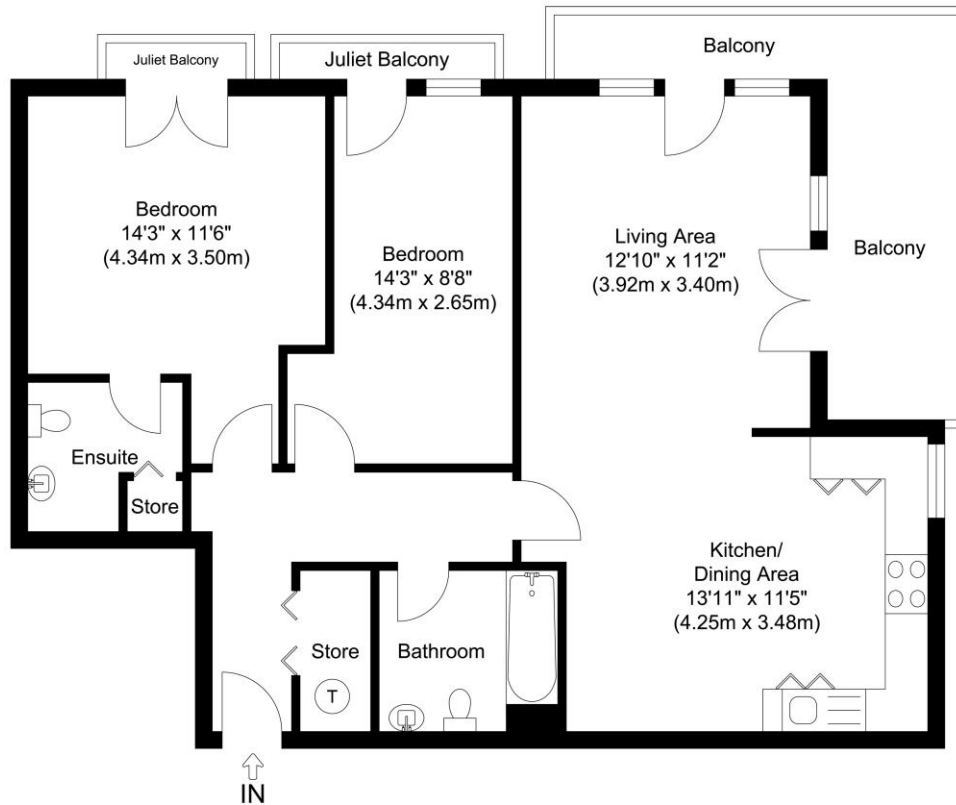 Juliet Balcony
Juliet Balcony
Balcony
Bedroom
14'3" x 11'6"
(4.34m x 3.50m)
Bedroom
14'3" x 8'8"
(4.34m x 2.65m)
Living Area
12'10" x 11'2"
(3.92m x 3.40m)
Balcony
Ensuite
Store
Kitchen/
Dining Area
13'11" x 11'5"
(4.25m x 3.48m)
Store
T
Bathroom
IN